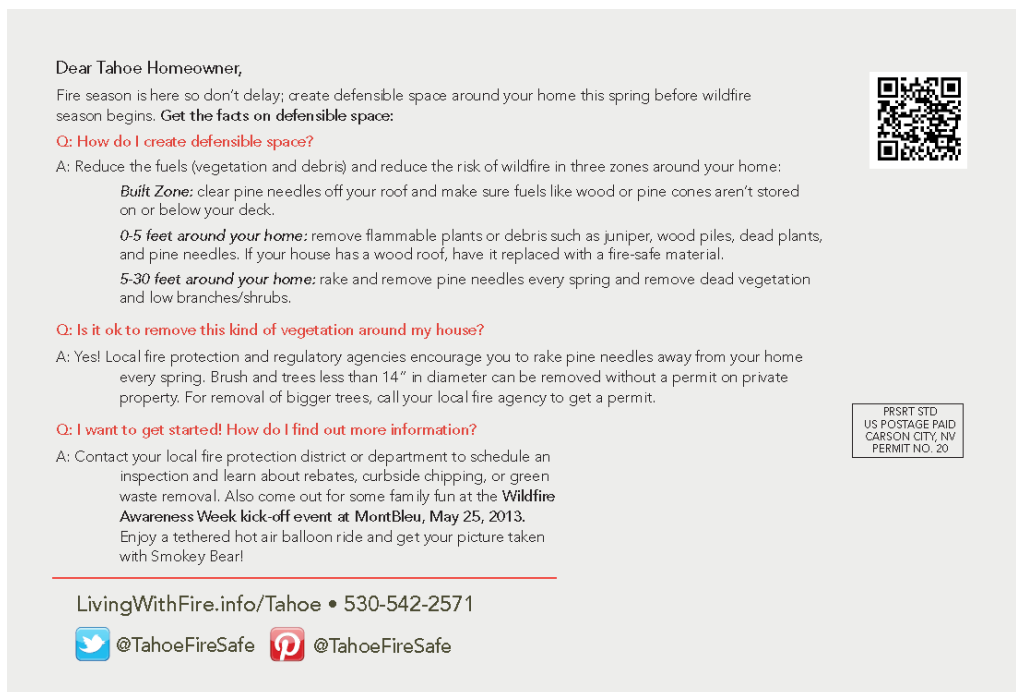 Dear Tahoe Homeowner,
Fire season is here so don't delay; create defensible space around your home this spring before wildfire
season begins. Get the facts on defensible space:
Q: How do I create defensible space?
A: Reduce the fuels (vegetation and debris) and reduce the risk of wildfire in three zones around your home:
Built Zone: clear pine needles off your roof and make sure fuels like wood or pine cones aren't stored
on or below your deck.
0-5 feet around your home: remove flammable plants or debris such as juniper, wood piles, dead plants,
and pine needles. If your house has a wood roof, have it replaced with a fire-safe material.
5-30 feet around your home: rake and remove pine needles every spring and remove dead vegetation
and low branches/shrubs.
Q: Is it ok to remove this kind of vegetation around my house?
A: Yes! Local fire protection and regulatory agencies encourage you to rake pine needles away from your home
every spring. Brush and trees less than 14" in diameter can be removed without a permit on private
property. For removal of bigger trees, call your local fire agency to get a permit.
Q: I want to get started! How do I find out more information?
A: Contact your local fire protection district or department to schedule an
inspection and learn about rebates, curbside chipping, or green
waste removal. Also come out for some family fun at the Wildfire
Awareness Week kick-off event at MontBleu, May 25, 2013.
Enjoy a tethered hot air balloon ride and get your picture taken
with Smokey Bear!
LivingWithFire.info/Tahoe • 530-542-2571
@TahoeFireSafe @TahoeFireSafe
PRSRT STD
US POSTAGE PAID
CARSON CITY, NV
PERMIT NO. 20